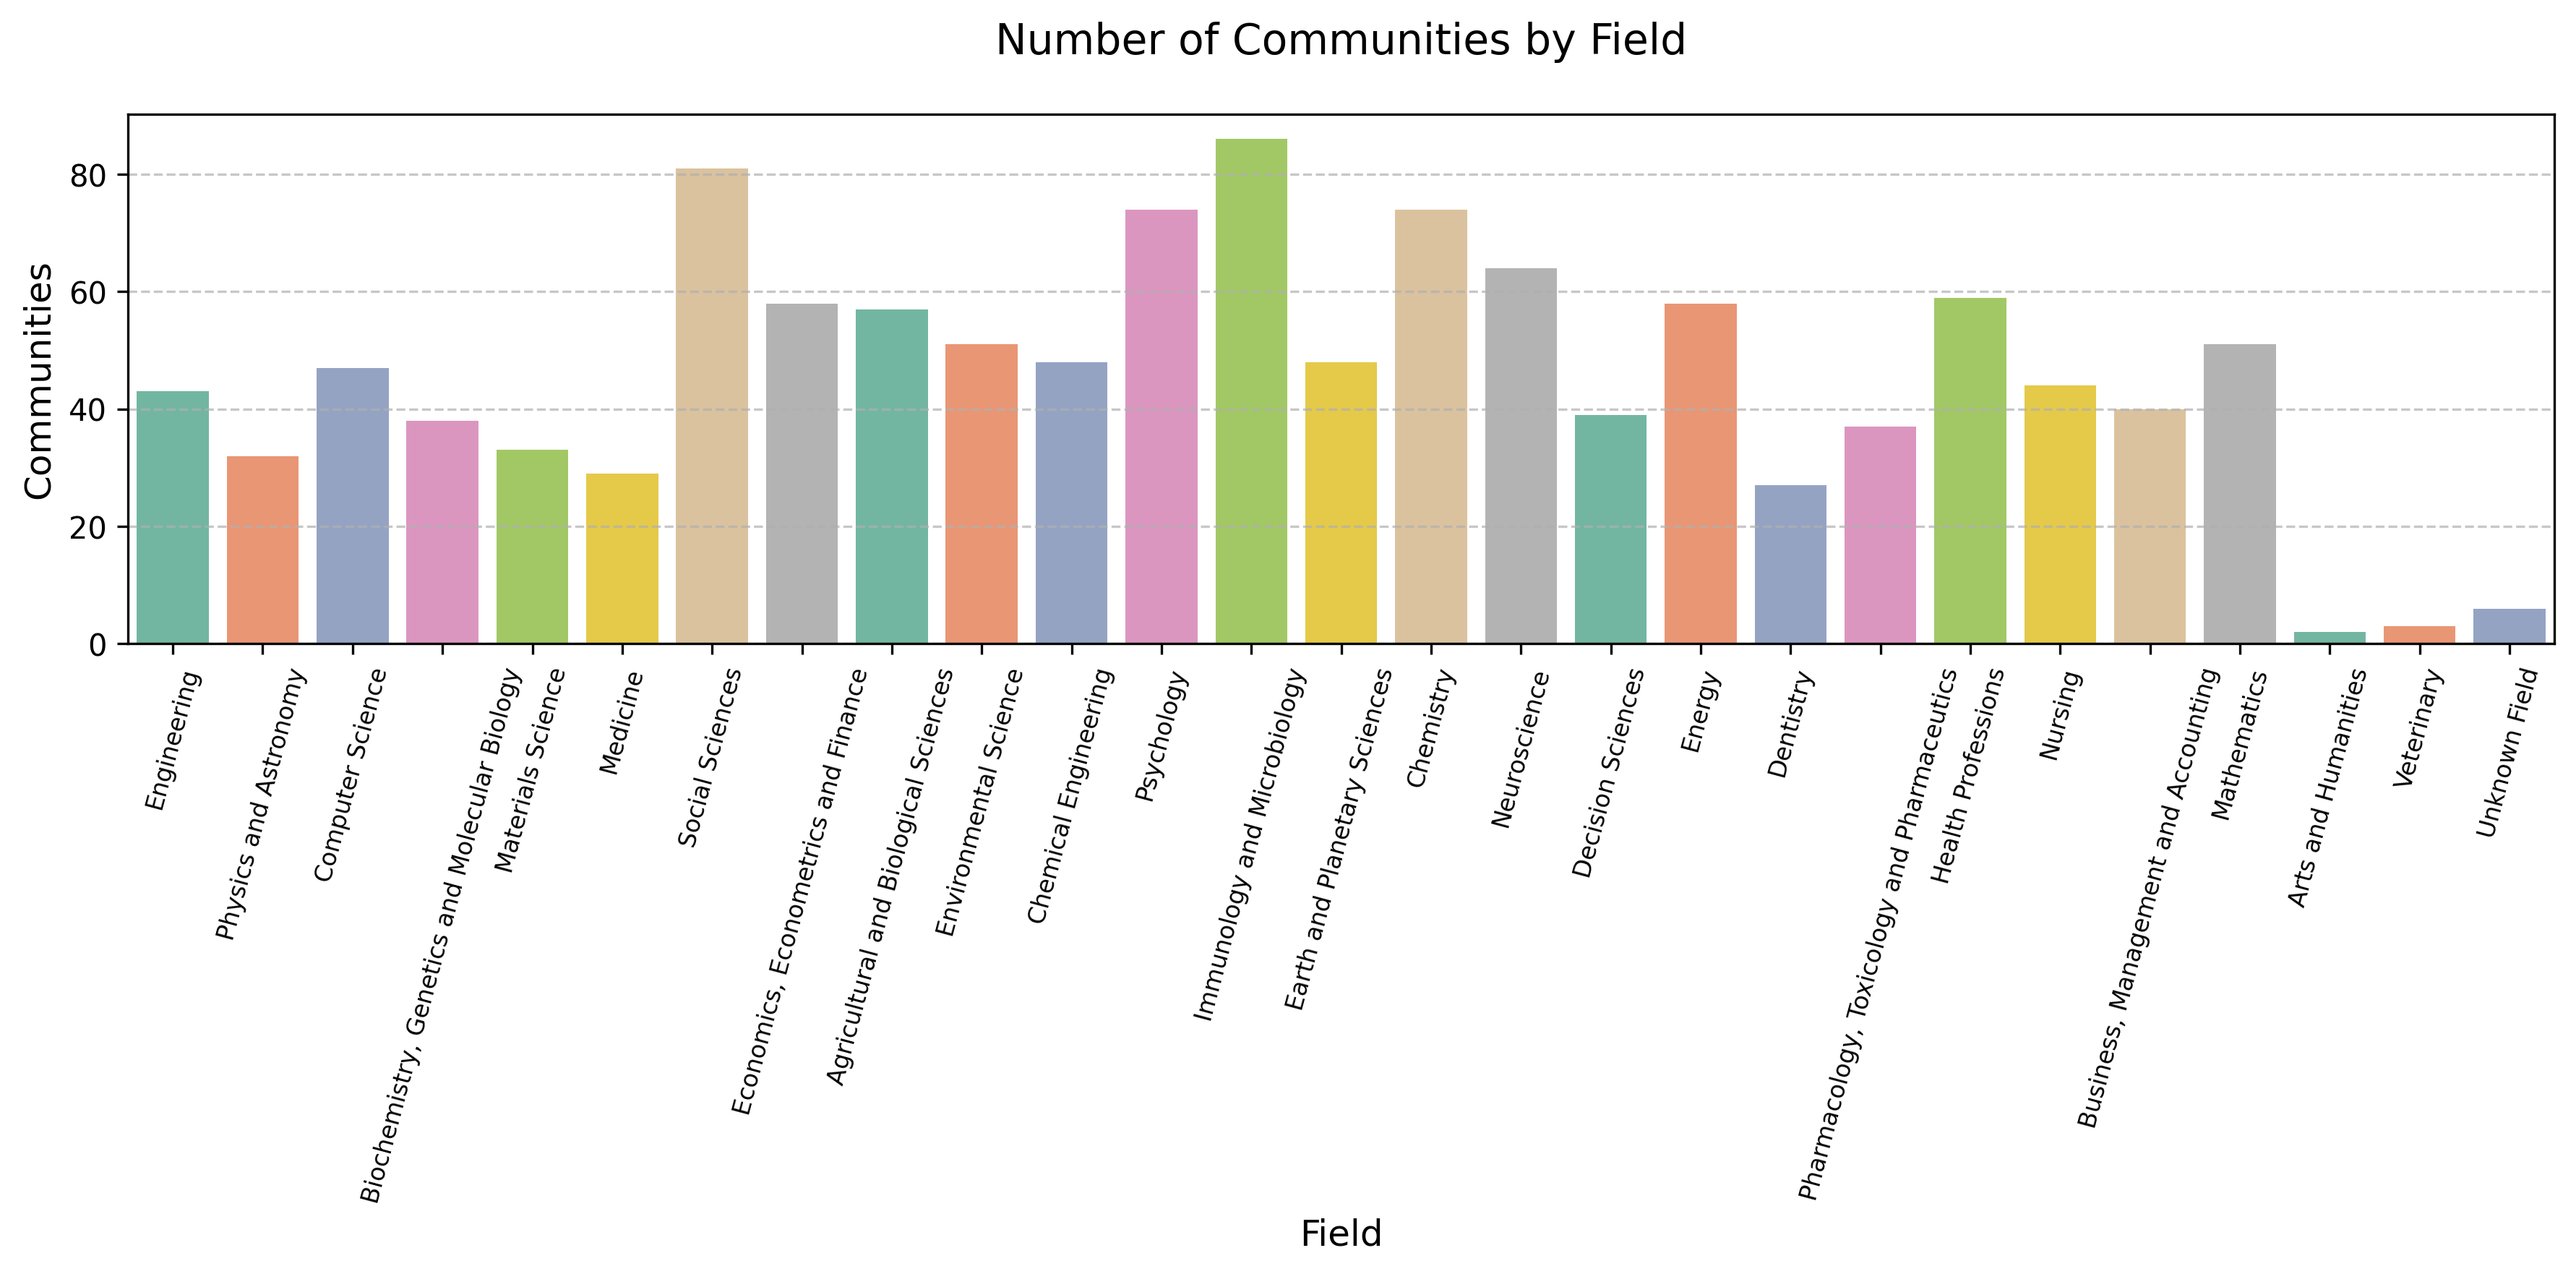 Number of Communities by Field
Communities
80
60
40
20
0
Engineering
Physics and Astronomy
Computer Science
Biochemistry, Genetics and Molecular Biology
Materials Science
Medicine
Social Sciences
Economics, Econometrics and Finance
Agricultural and Biological Sciences
Environmental Science
Chemical Engineering
Psychology
Immunology and Microbiology
Earth and Planetary Sciences
Chemistry
Neuroscience
Decision Sciences
Energy
Dentistry
Pharmacology, Toxicology and Pharmaceutics
Health Professions
Nursing
Business, Management and Accounting
Mathematics
Arts and Humanities
Veterinary
Unknown Field
Field